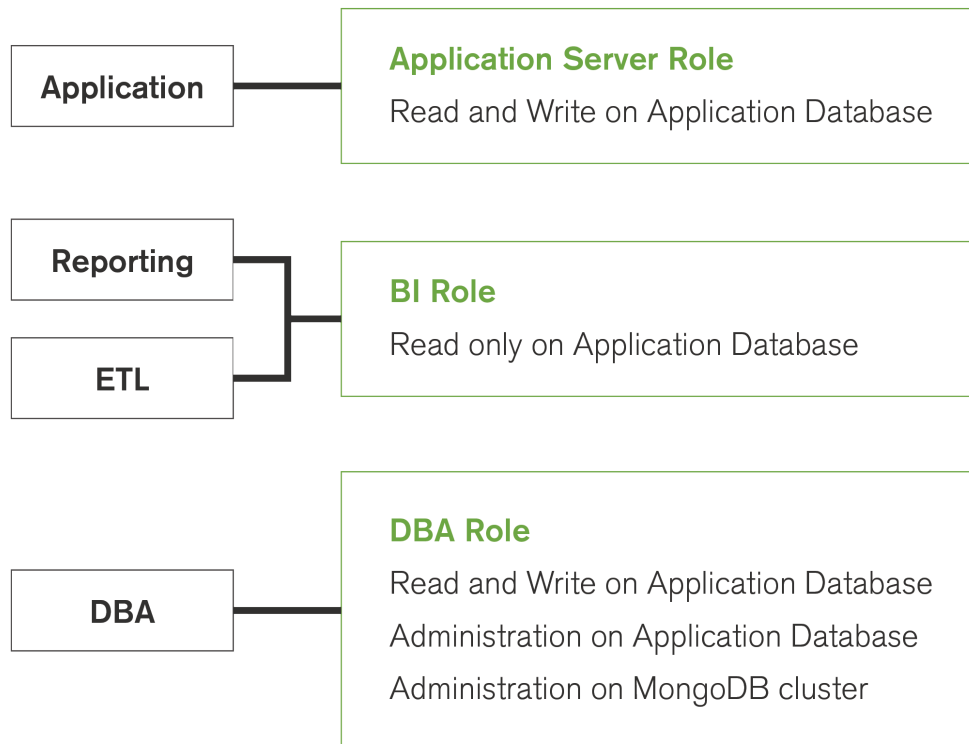 Application
Application Server Role
Read and Write on Application Database
Reporting
ETL
BI Role
Read only on Application Database
DBA
DBA Role
Read and Write on Application Database
Administration on Application Database
Administration on MongoDB cluster